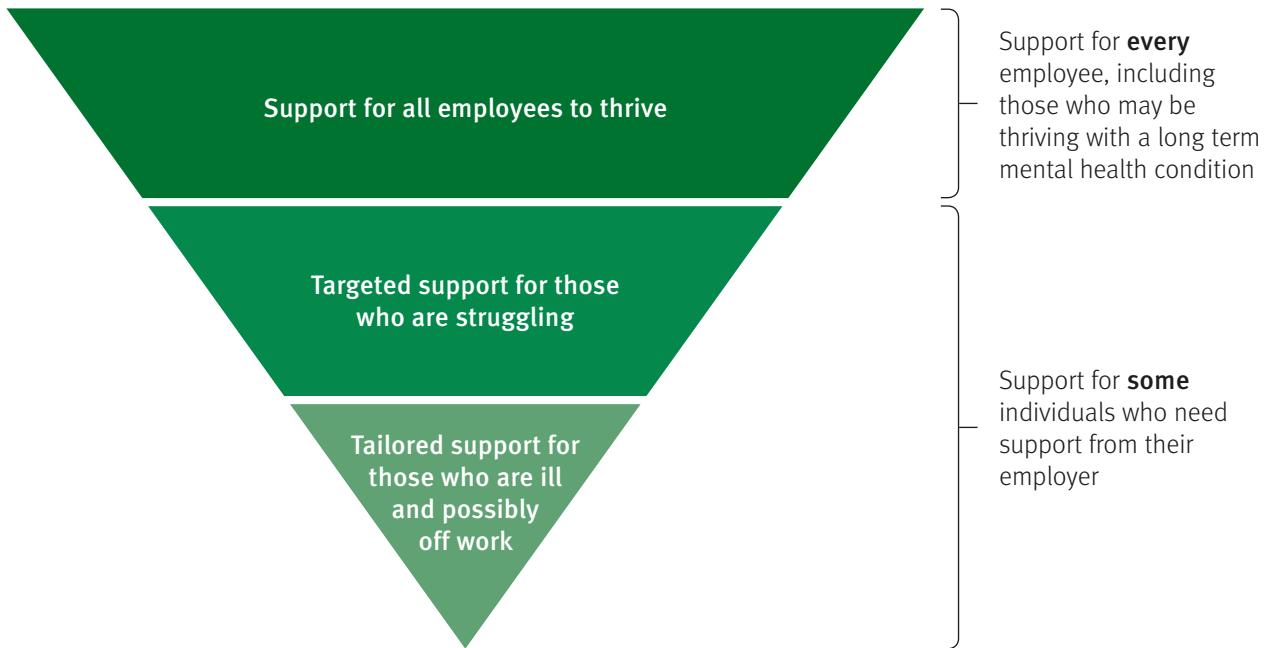 Support for all employees to thrive
Support for every
employee, including
those who may be
thriving with a long term
mental health condition
Targeted support for those
who are struggling
Tailored support for
those who are ill
and possibly
off work
Support for some
individuals who need
support from their
employer